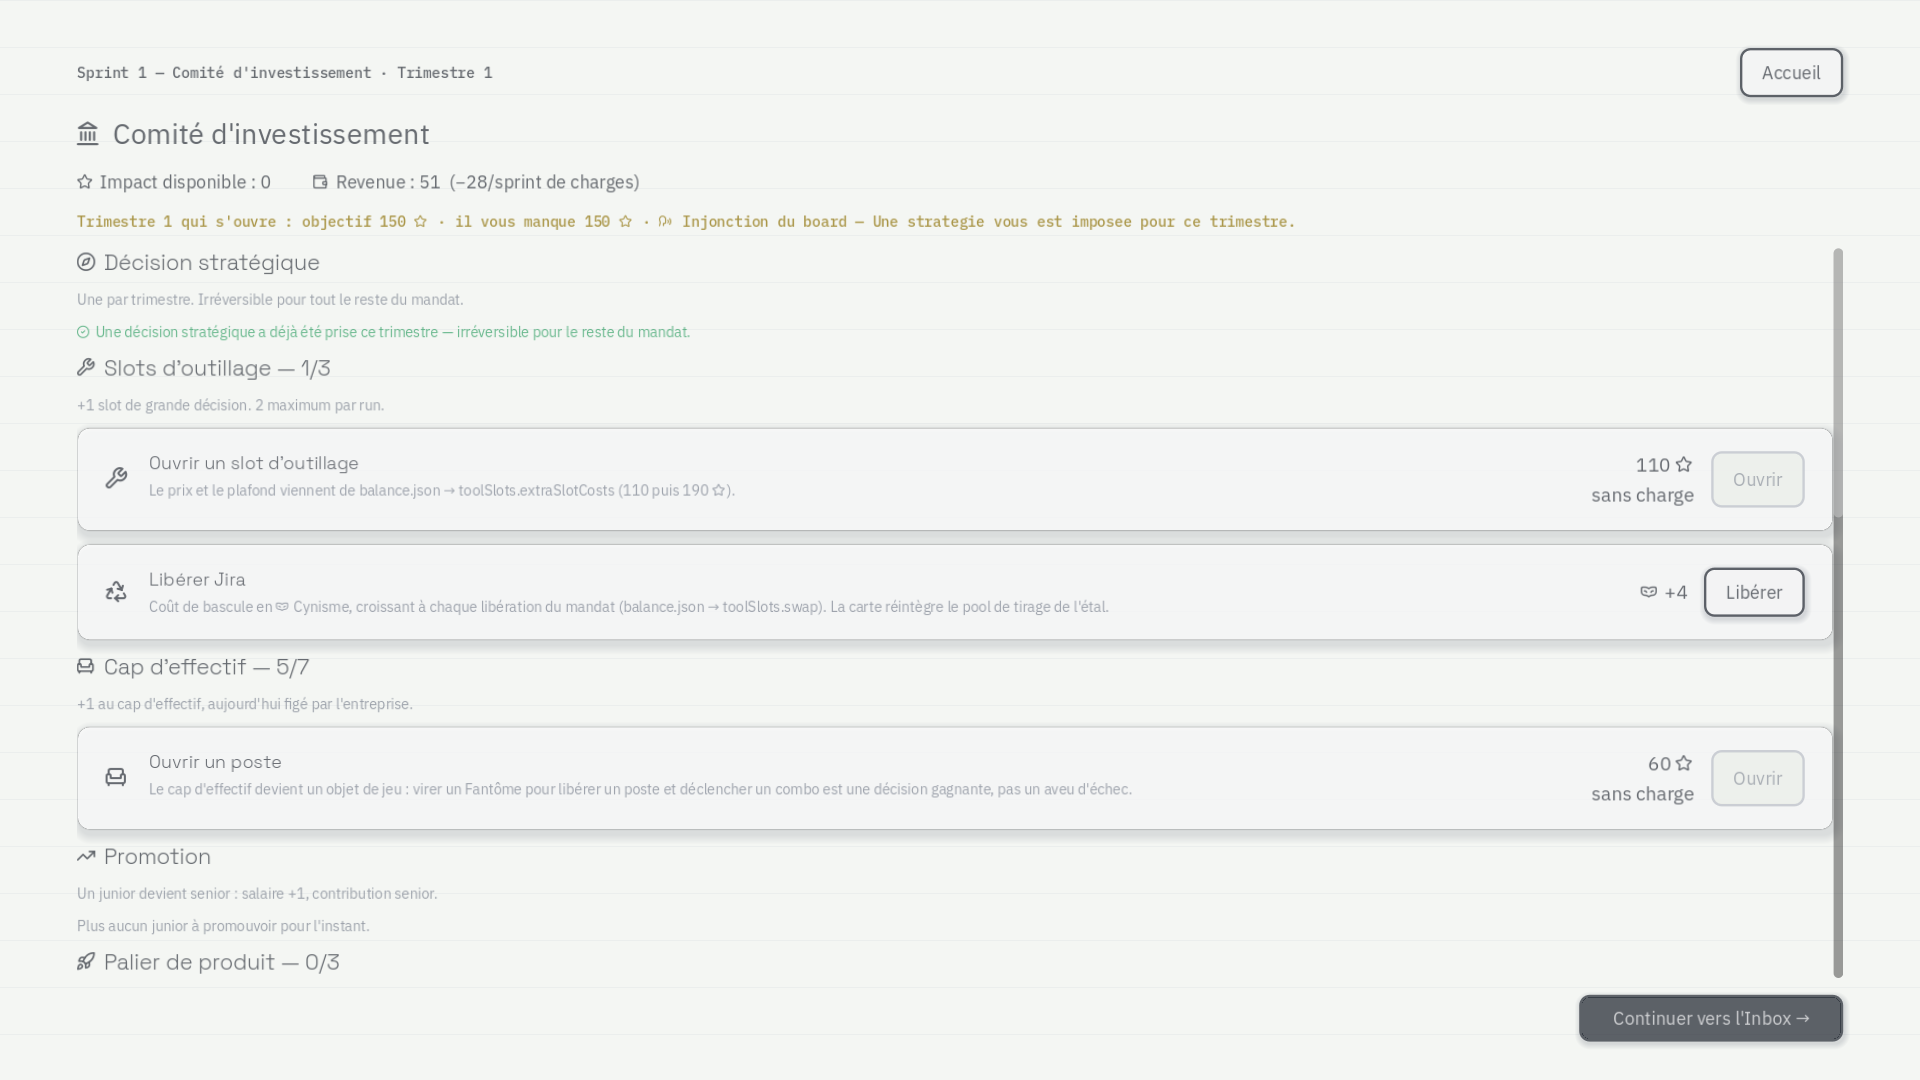 Sprint 1 — Comité d'investissement · Trimestre 1
Accueil
Comité d'investissement
Impact disponible : 0 Revenue : 51 (−28/sprint de charges)
Trimestre 1 qui s'ouvre : objectif 150 ☆ · il vous manque 150 ☆ · Injonction du board — Une strategie vous est imposee pour ce trimestre.
Décision stratégique
Une par trimestre. Irréversible pour tout le reste du mandat.
Une décision stratégique a déjà été prise ce trimestre — irréversible pour le reste du mandat.
Slots d'outillage — 1/3
+1 slot de grande décision. 2 maximum par run.
Ouvrir un slot d'outillage
Le prix et le plafond viennent de balance.json → toolSlots.extraSlotCosts (110 puis 190 ☆).
110 ☆
sans charge
Ouvrir
Libérer Jira
Coût de bascule en Cynisme, croissant à chaque libération du mandat (balance.json → toolSlots.swap). La carte réintègre le pool de tirage de l'étal.
+4
Libérer
Cap d'effectif — 5/7
+1 au cap d'effectif, aujourd'hui figé par l'entreprise.
Ouvrir un poste
Le cap d'effectif devient un objet de jeu : virer un Fantôme pour libérer un poste et déclencher un combo est une décision gagnante, pas un aveu d'échec.
60 ☆
sans charge
Ouvrir
Promotion
Un junior devient senior : salaire +1, contribution senior.
Plus aucun junior à promouvoir pour l'instant.
Palier de produit — 0/3
Continuer vers l'Inbox →